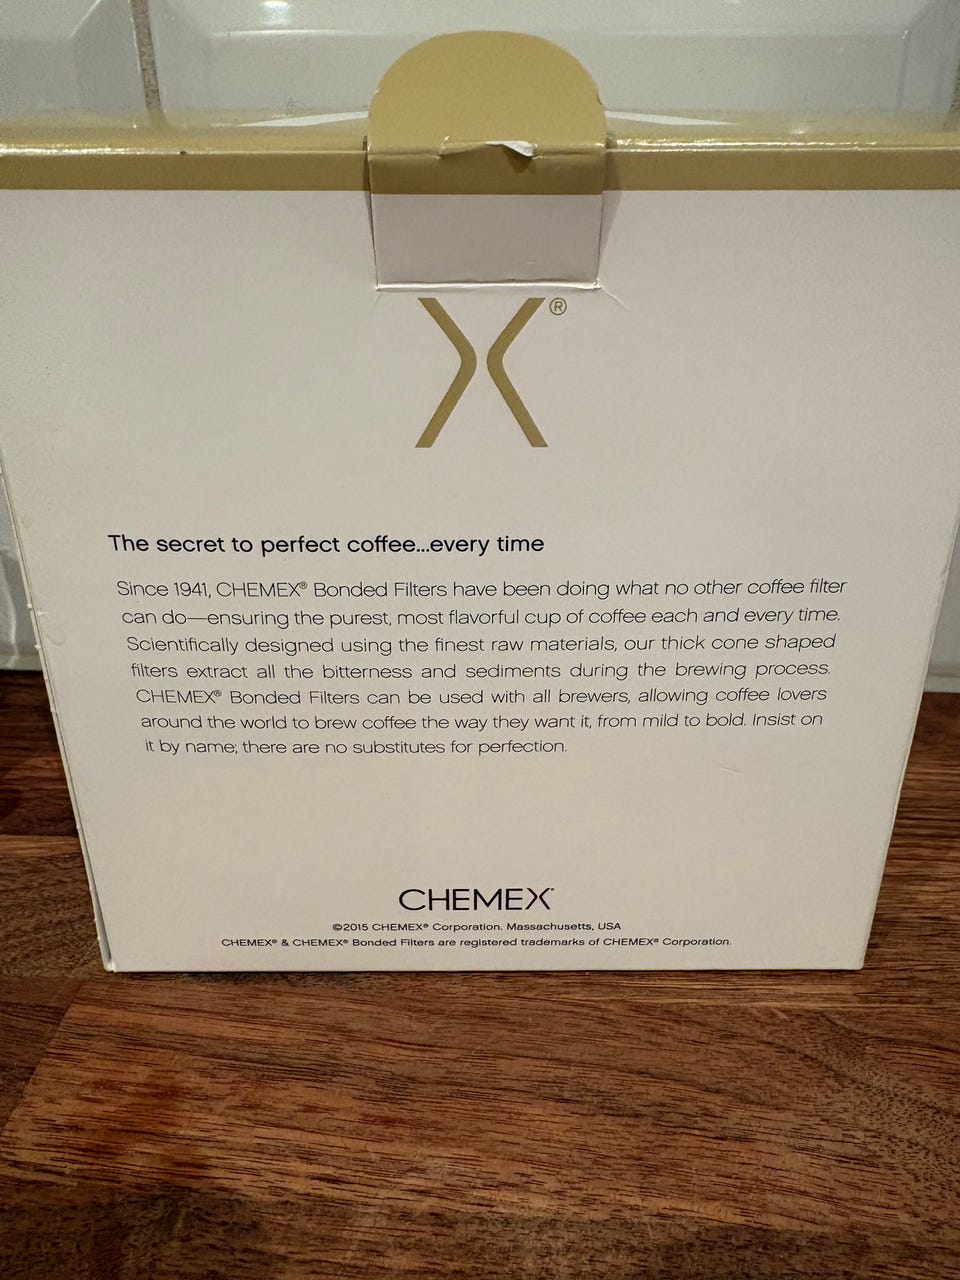 X®
The secret to perfect coffee...every time
Since 1941, CHEMEX® Bonded Filters have been doing what no other coffee filter
can do—ensuring the purest, most flavorful cup of coffee each and every time.
Scientifically designed using the finest raw materials, our thick cone shaped
filters extract all the bitterness and sediments during the brewing process.
CHEMEX® Bonded Filters can be used with all brewers, allowing coffee lovers
around the world to brew coffee the way they want it, from mild to bold. Insist on
it by name; there are no substitutes for perfection.
CHEMEX
©2015 CHEMEX® Corporation. Massachusetts, USA
CHEMEX® & CHEMEX® Bonded Filters are registered trademarks of CHEMEX® Corporation.